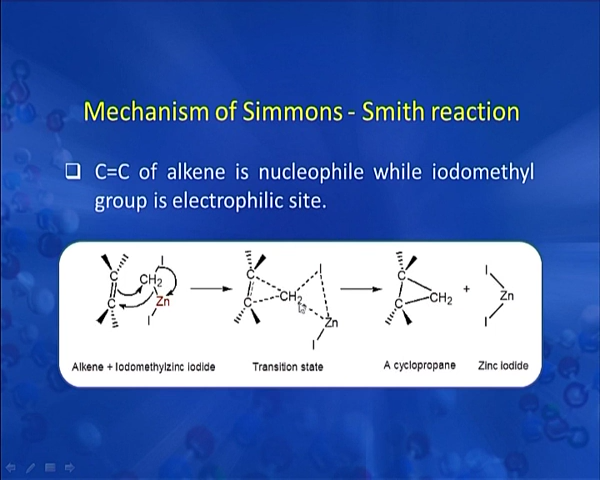 Mechanism of Simmons - Smith reaction
C=C of alkene is nucleophile while iodomethyl
group is electrophilic site.
I I I
C CH2 C C Zn
C Zn C CH2 C CH2 +
I Zn I
I
Alkene + Iodomethylzinc iodide Transition state A cyclopropane Zinc iodide